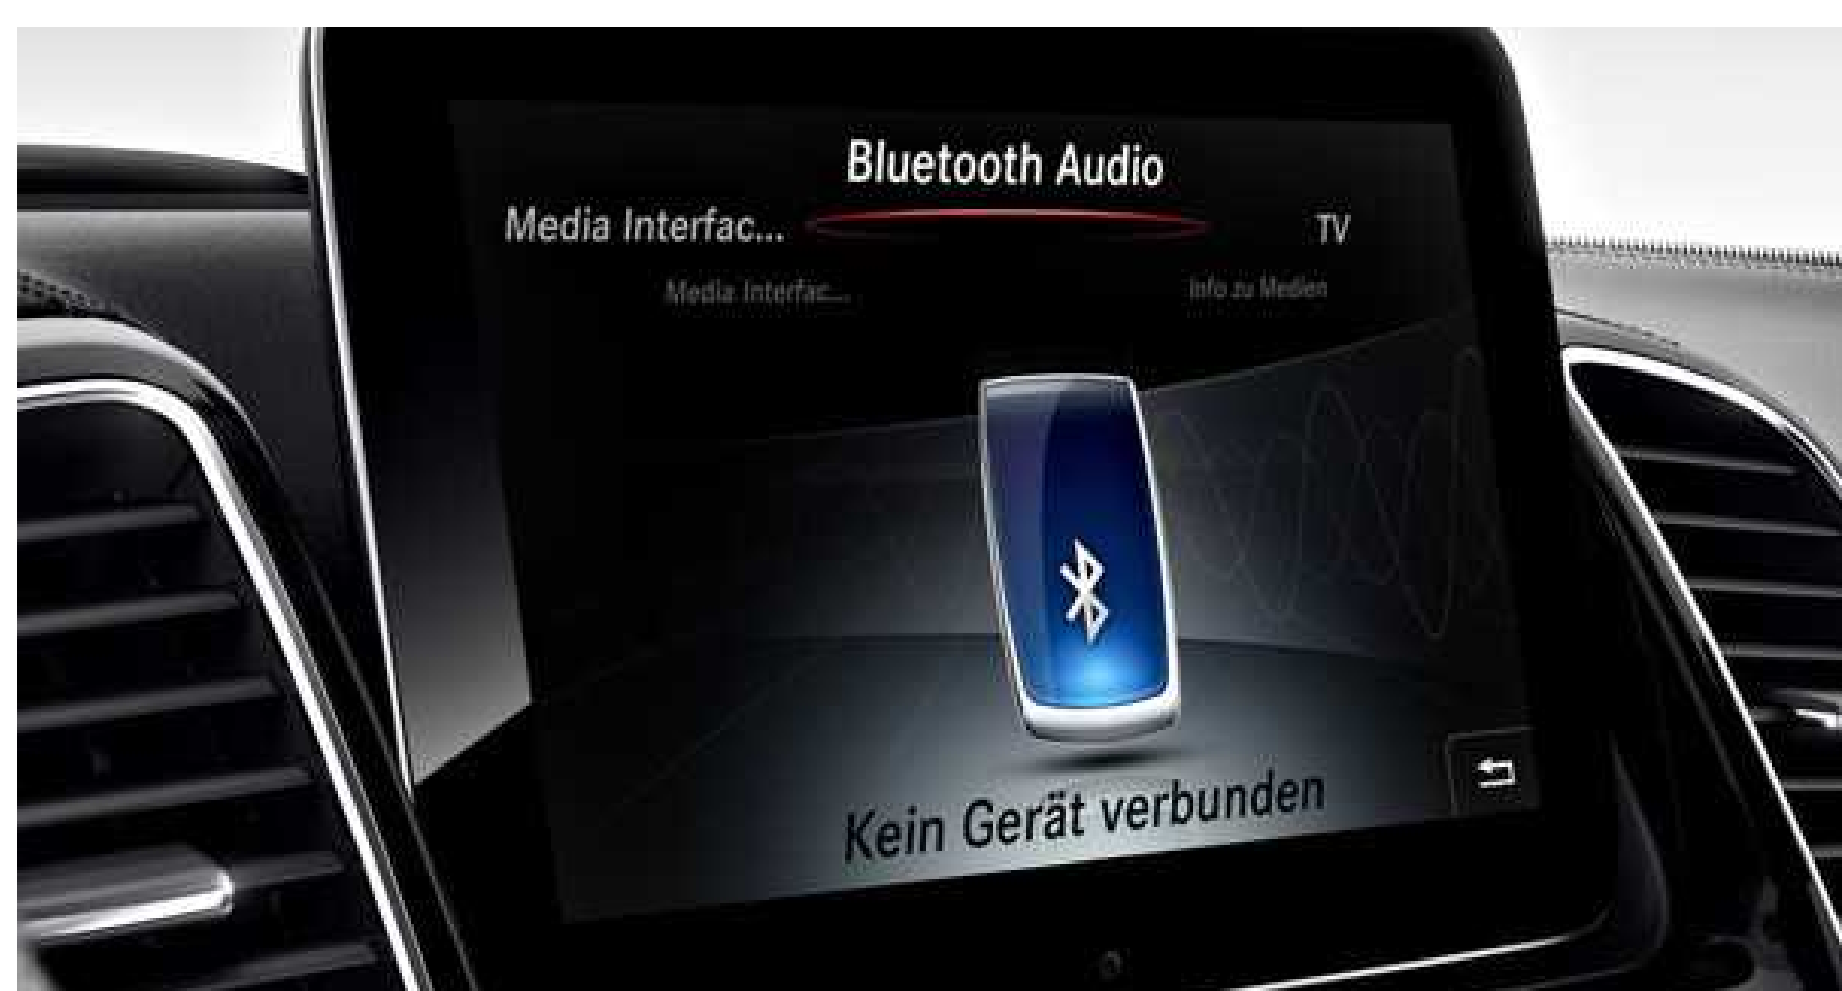 Bluetooth Audio
Media Interfac... TV
Media Interfac... Info zu Medien
Kein Gerät verbunden